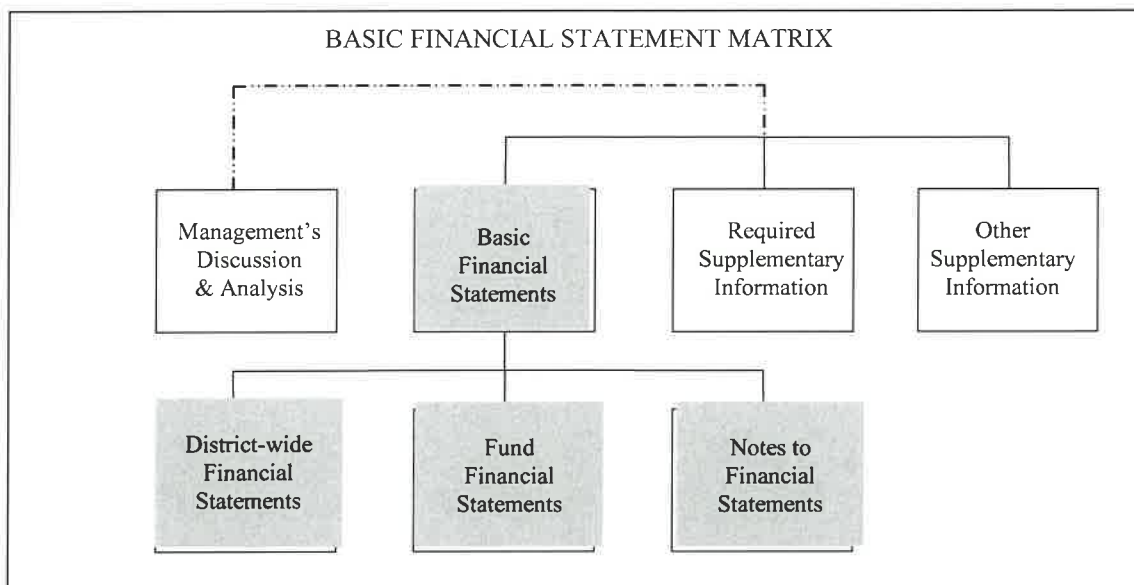 BASIC FINANCIAL STATEMENT MATRIX
Management's
Discussion
& Analysis
Basic
Financial
Statements
Required
Supplementary
Information
Other
Supplementary
Information
District-wide
Financial
Statements
Fund
Financial
Statements
Notes to
Financial
Statements